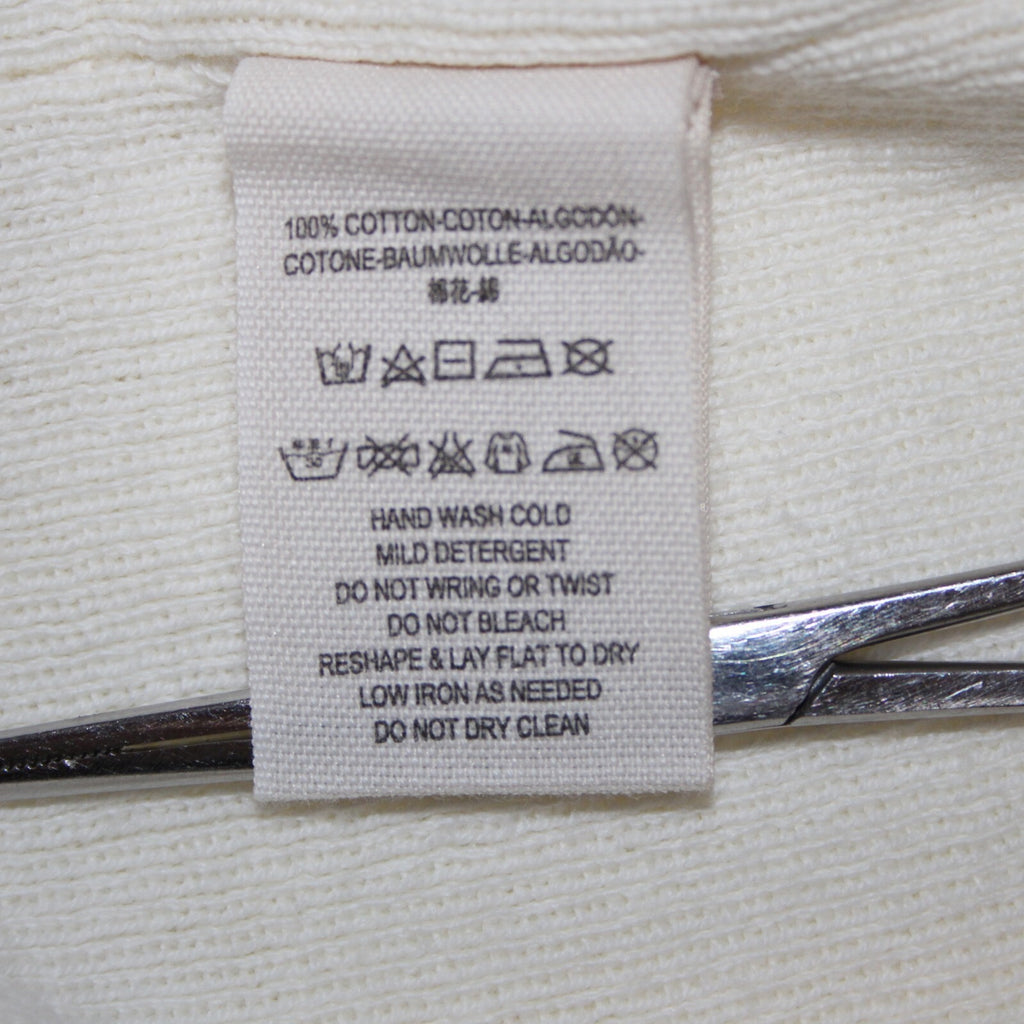 100% COTTON-COTON-ALGODÓN-
COTONE-BAUMWOLLE-ALGODÃO-
棉花-綿
HAND WASH COLD
MILD DETERGENT
DO NOT WRING OR TWIST
DO NOT BLEACH
RESHAPE & LAY FLAT TO DRY
LOW IRON AS NEEDED
DO NOT DRY CLEAN